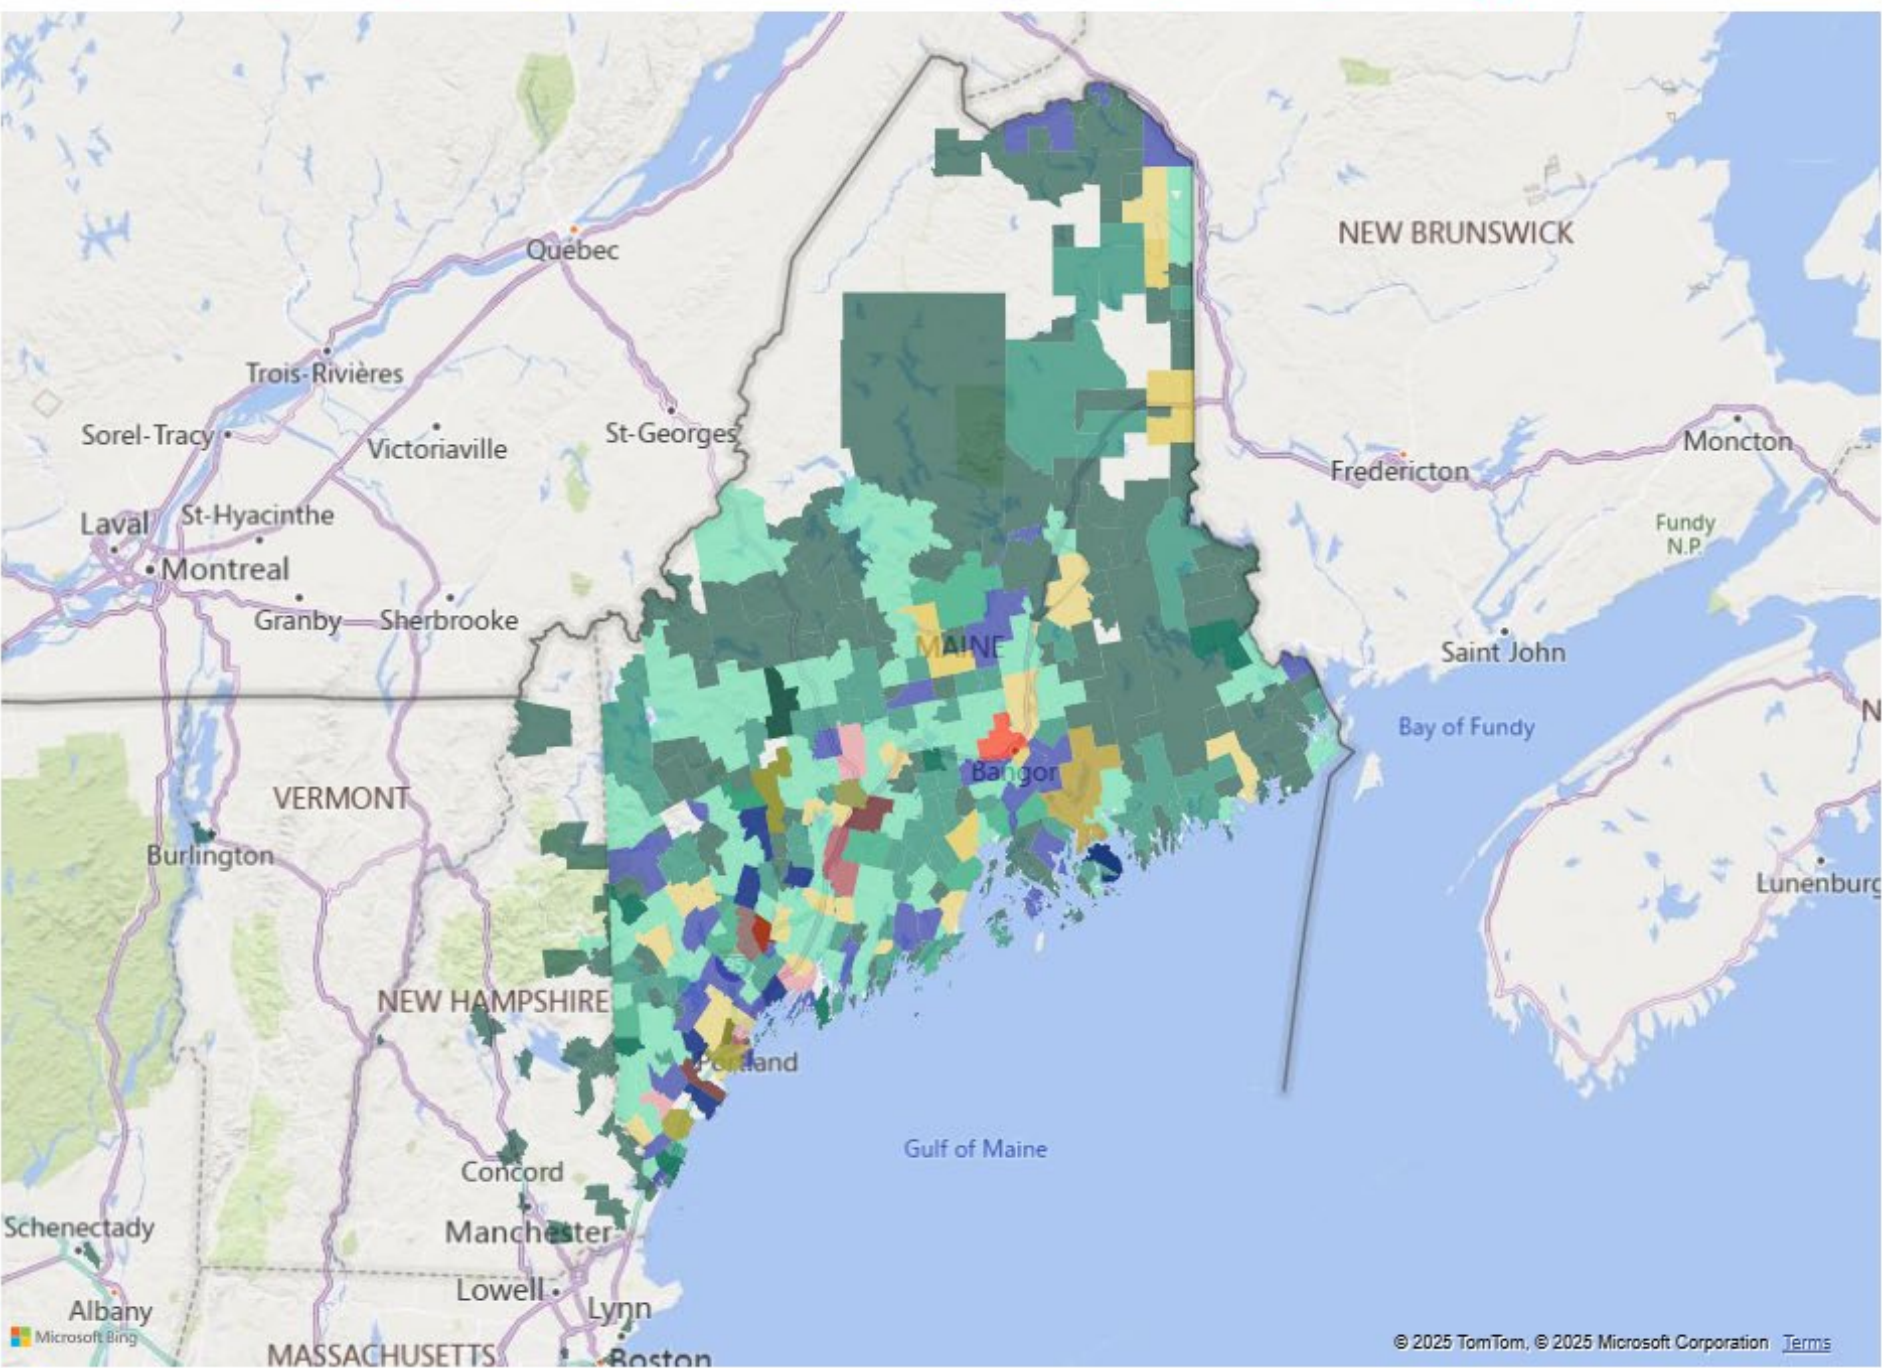 NEW BRUNSWICK
Québec
Trois-Rivières
Sorel-Tracy
Victoriaville
St-Georges
Moncton
Fredericton
Laval
St-Hyacinthe
Fundy
N.P.
Montreal
Granby
Sherbrooke
MAINE
Saint John
N
Bay of Fundy
Bangor
VERMONT
Burlington
Lunenburg
95
NEW HAMPSHIRE
Portland
Gulf of Maine
Concord
Schenectady
Manchester
Lowell
Lynn
Albany
Microsoft Bing
© 2025 TomTom, © 2025 Microsoft Corporation Terms
MASSACHUSETTS
Boston